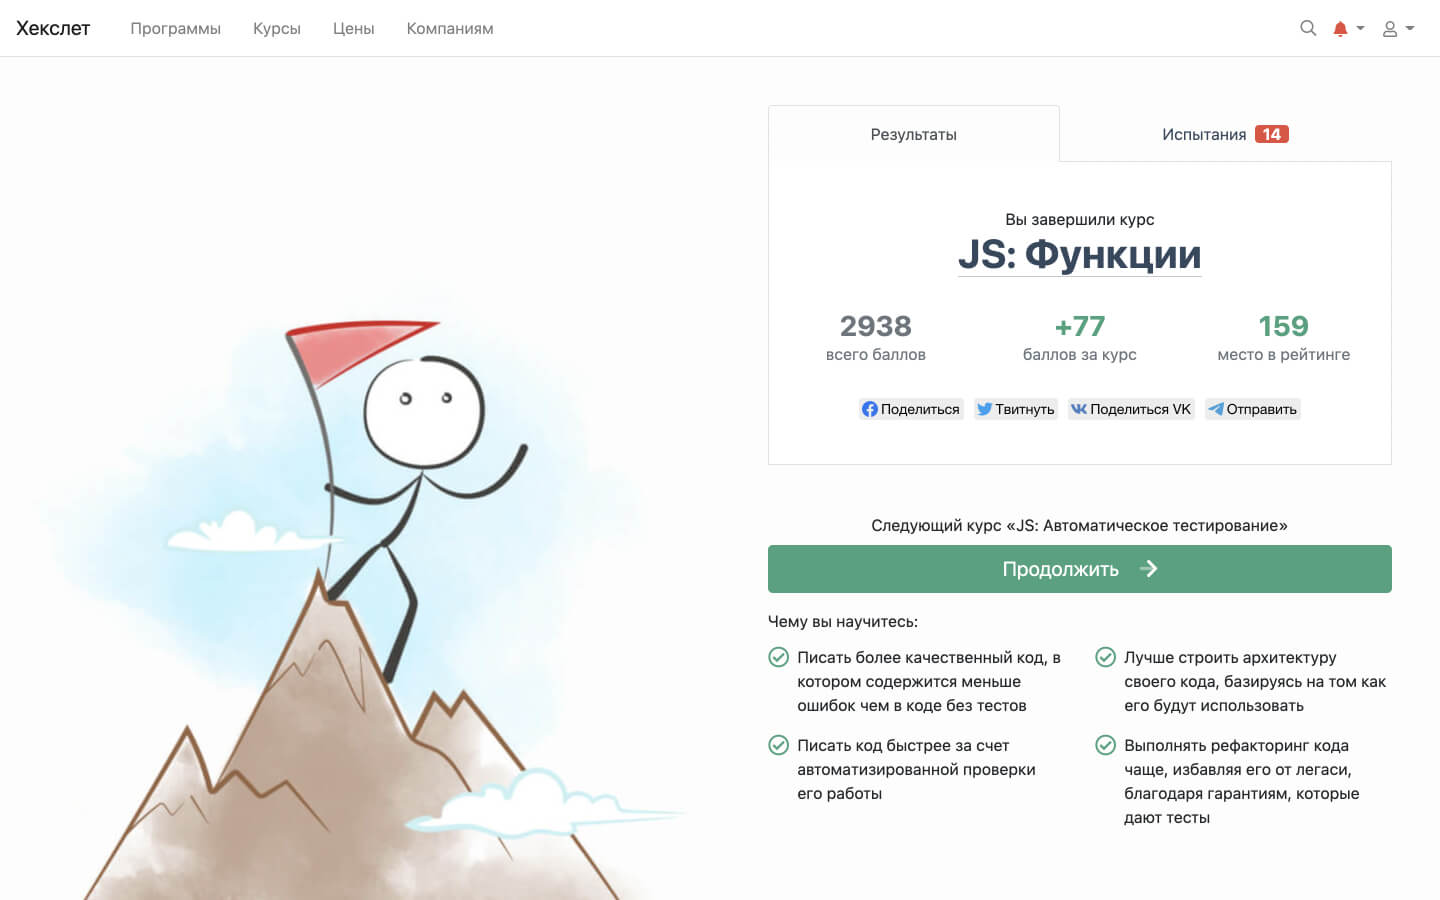 Хекслет Программы Курсы Цены Компаниям
Результаты
Испытания 14
Вы завершили курс
JS: Функции
2938 +77 159
всего баллов баллов за курс место в рейтинге
Поделиться Твитнуть Поделиться VK Отправить
Следующий курс «JS: Автоматическое тестирование»
Продолжить
Чему вы научитесь:
Писать более качественный код, в
котором содержится меньше
ошибок чем в коде без тестов
Лучше строить архитектуру
своего кода, базируясь на том как
его будут использовать
Писать код быстрее за счет
автоматизированной проверки
его работы
Выполнять рефакторинг кода
чаще, избавляя его от легаси,
благодаря гарантиям, которые
дают тесты